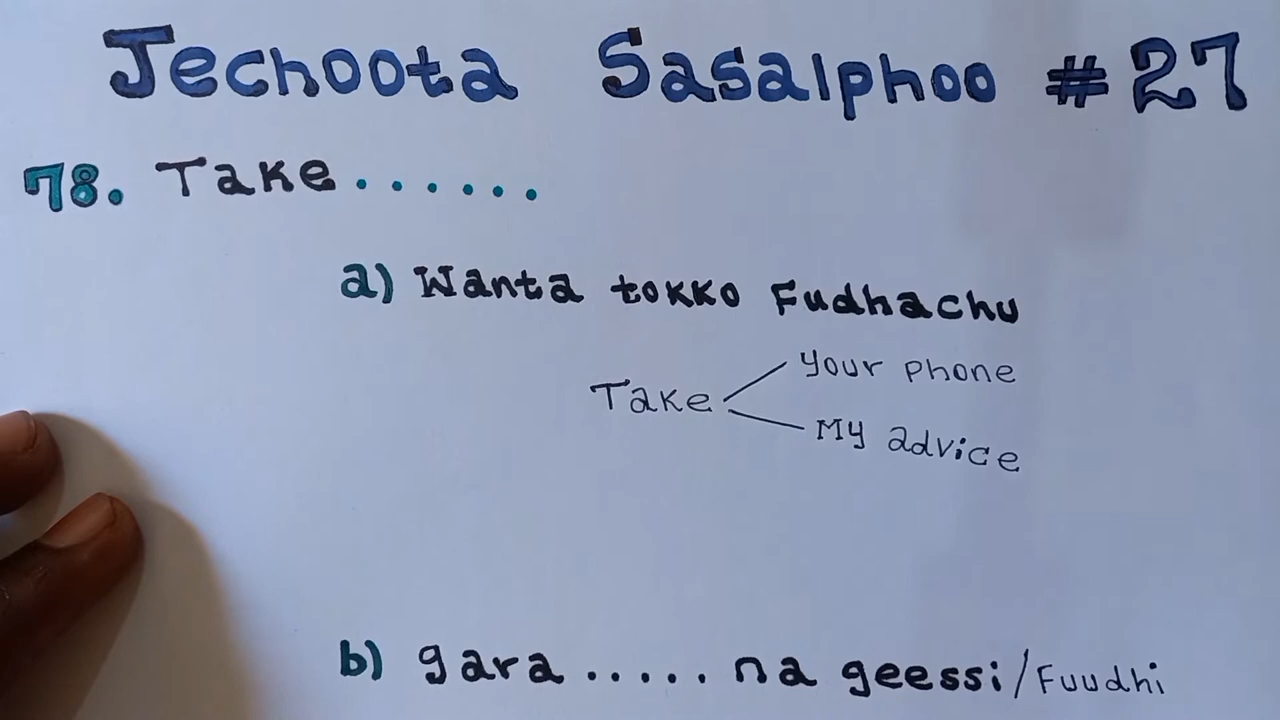 Jechoota Sasalphoo #27
78. Take......
a) Wanta tokko Fudhachu
your phone
Take
My advice
b) gara ..... na geessi/Fuudhi